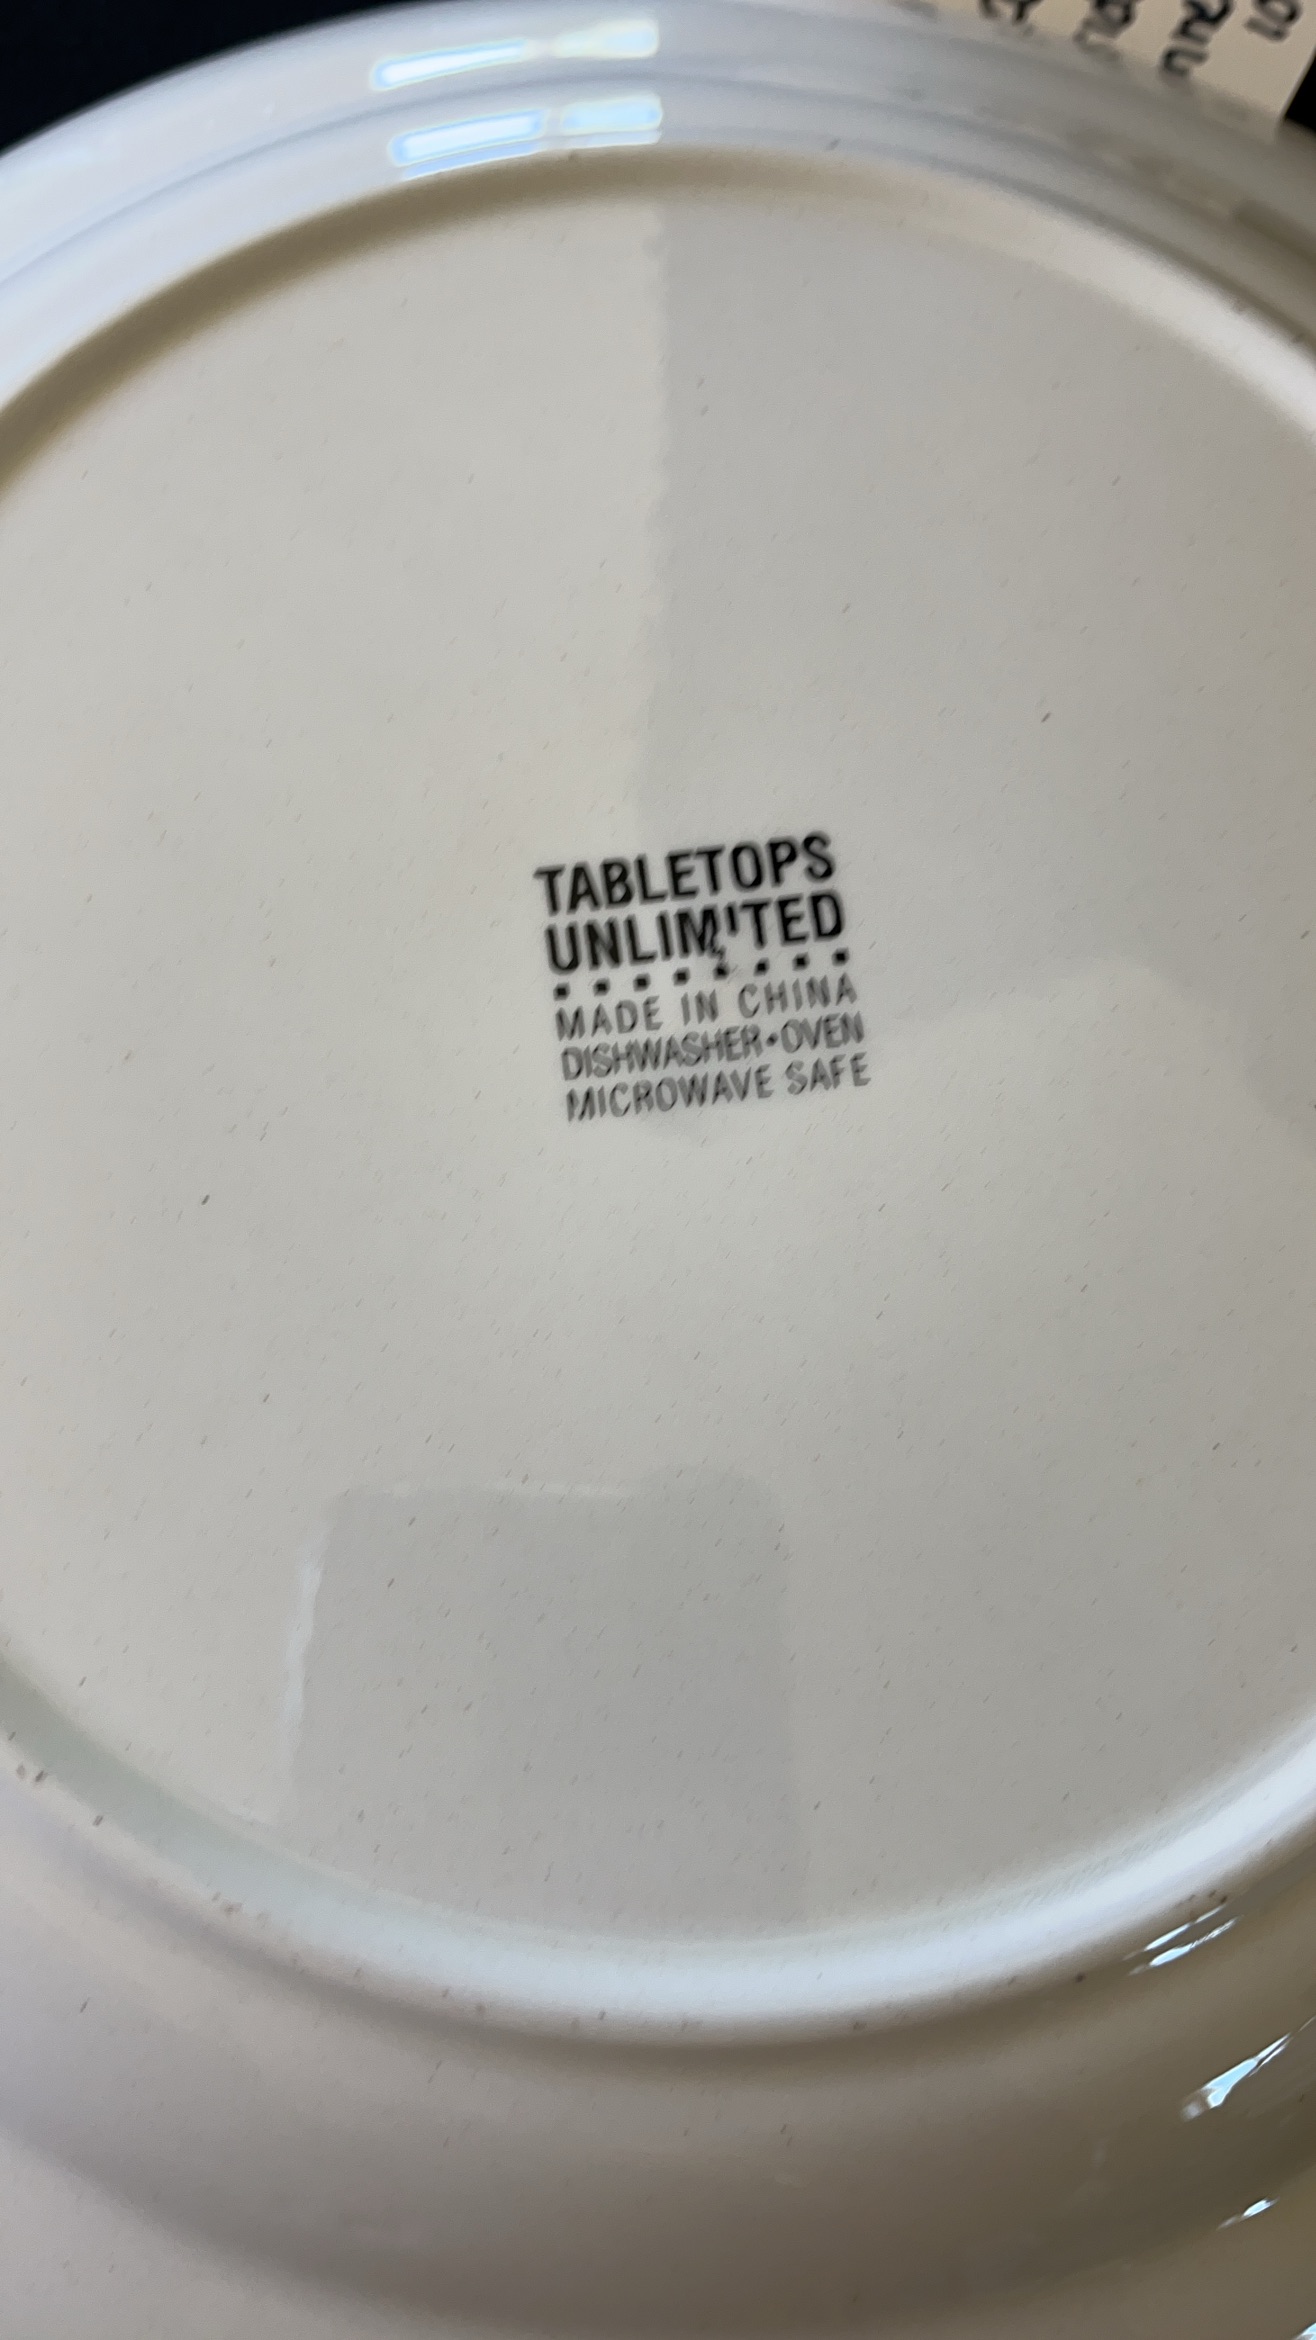 TABLETOPS
UNLIMITED
MADE IN CHINA
DISHWASHER•OVEN
MICROWAVE SAFE